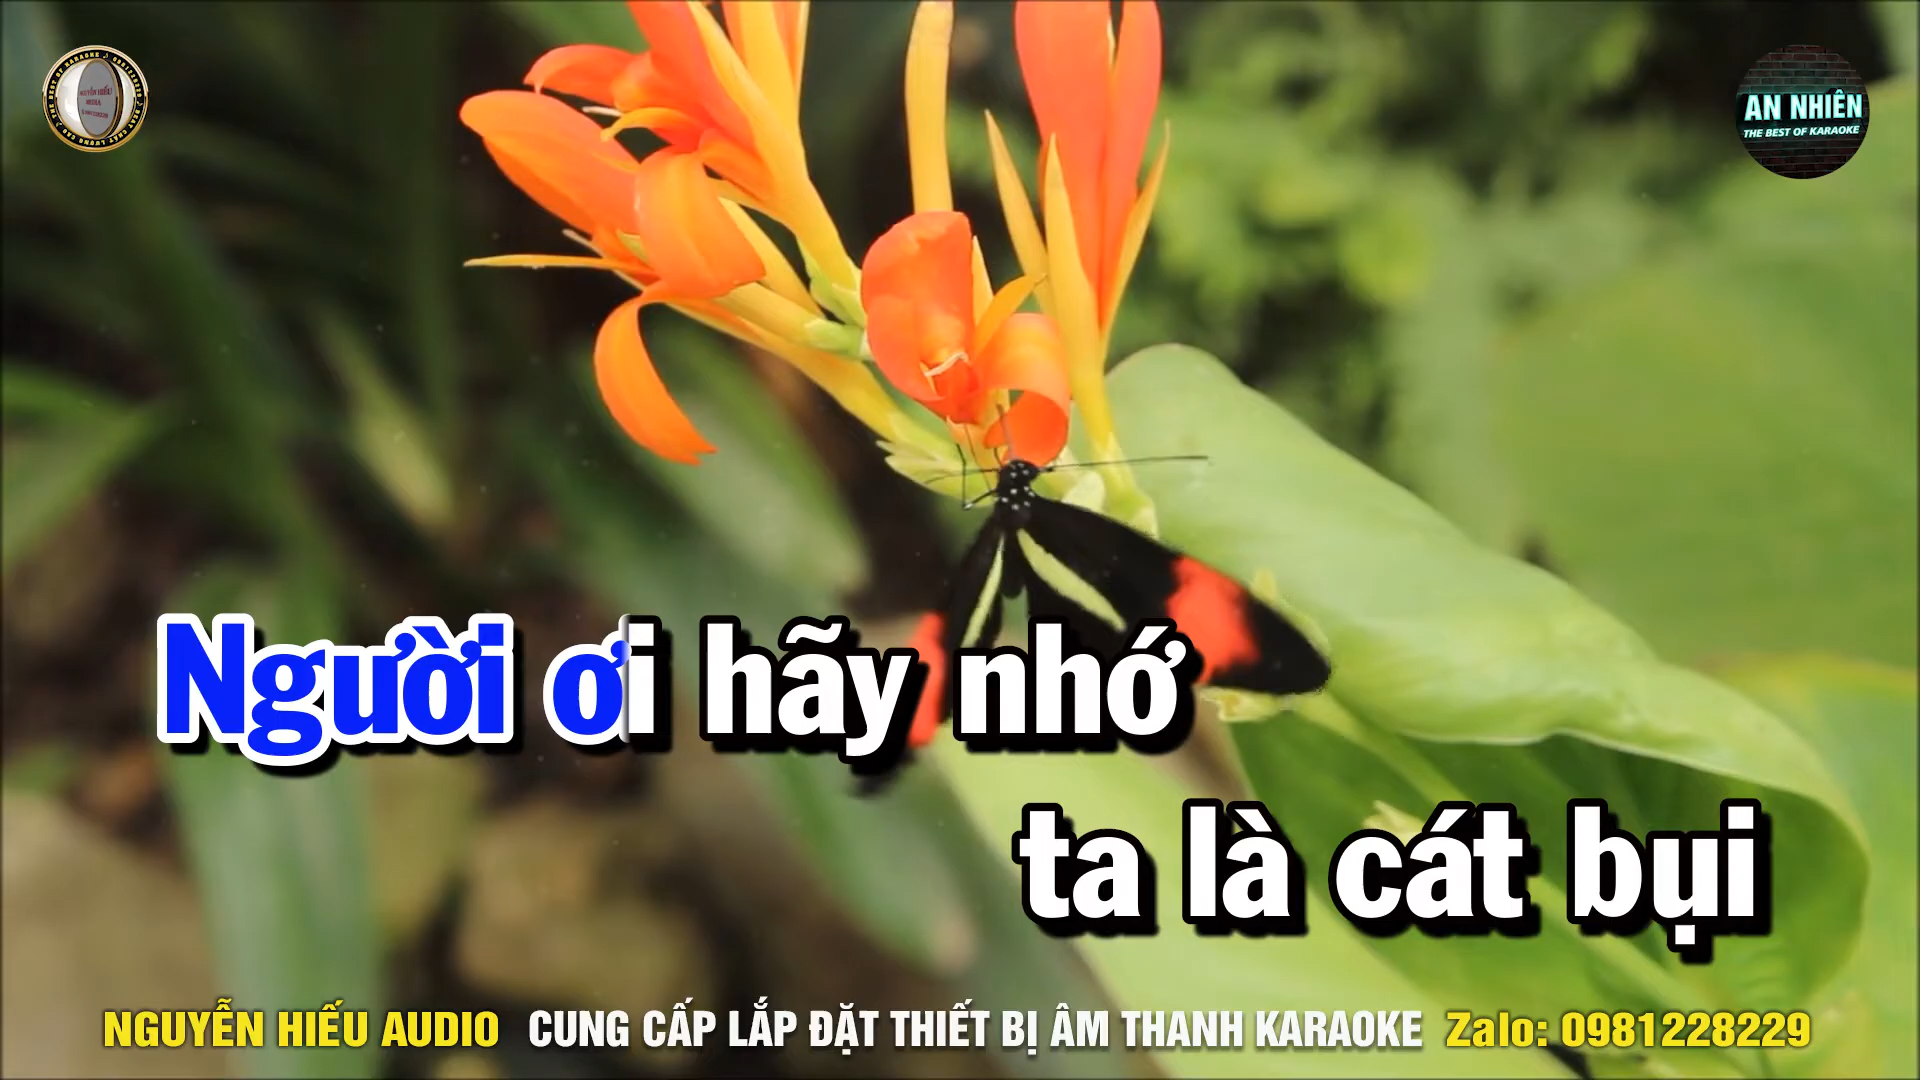 AN NHIÊN
THE BEST OF KARAOKE
Người ơi hãy nhớ
ta là cát bụi
NGUYỄN HIẾU AUDIO CUNG CẤP LẮP ĐẶT THIẾT BỊ ÂM THANH KARAOKE Zalo: 0981228229